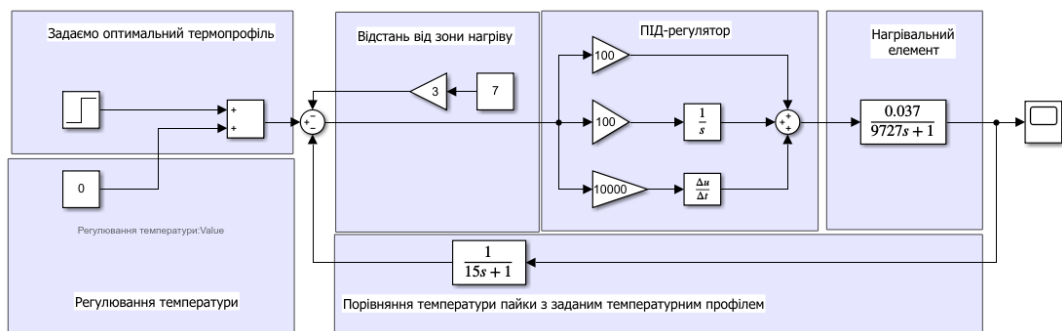 Задаємо оптимальний термопрофіль
Відстань від зони нагріву
ПІД-регулятор
Нагрівальний
елемент
3
7
100
100
1
s
10000
Δu
Δt
0.037
9727s + 1
+
+
+
−
−
+
+
+
0
Регулювання температури:Value
1
15s + 1
Регулювання температури
Порівняння температури пайки з заданим температурним профілем